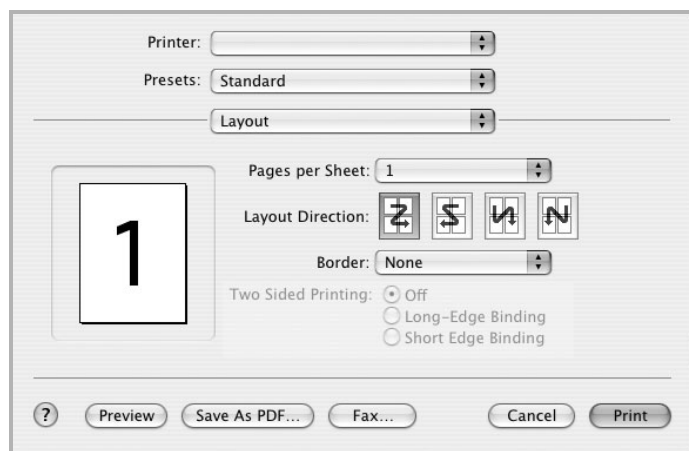 Printer:
Presets: Standard
Layout
Pages per Sheet: 1
1
Layout Direction:
Border: None
Two Sided Printing: Off
Long-Edge Binding
Short Edge Binding
? Preview Save As PDF... Fax... Cancel Print